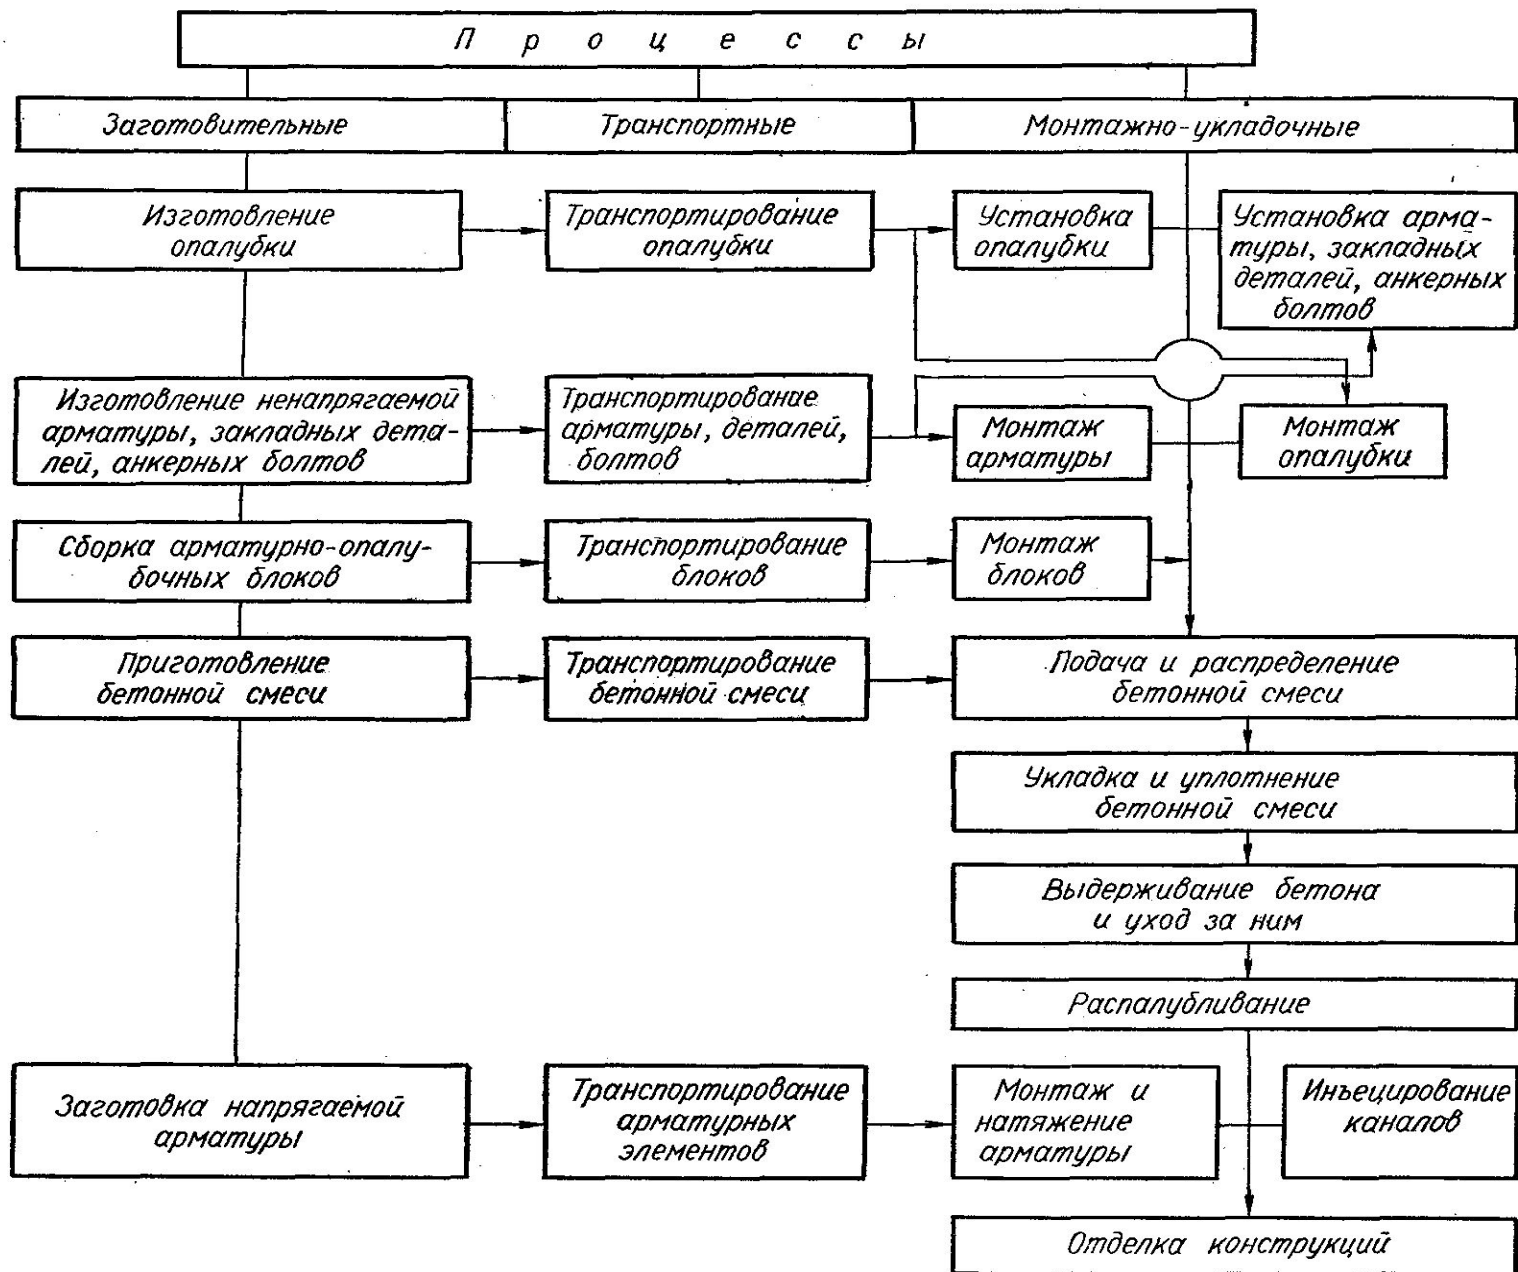 Процессы
Заготовительные
Транспортные
Монтажно-укладочные
Изготовление
опалубки
Транспортирование
опалубки
Установка
опалубки
Установка арма-
туры, закладных
деталей, анкерных
болтов
Изготовление ненапрягаемой
арматуры, закладных дета-
лей, анкерных болтов
Транспортирование
арматуры, деталей,
болтов
Монтаж
арматуры
Монтаж
опалубки
Сборка арматурно-опалу-
бочных блоков
Транспортирование
блоков
Монтаж
блоков
Приготовление
бетонной смеси
Транспортирование
бетонной смеси
Подача и распределение
бетонной смеси
Укладка и уплотнение
бетонной смеси
Выдерживание бетона
и уход за ним
Распалубливание
Заготовка напрягаемой
арматуры
Транспортирование
арматурных
элементов
Монтаж и
натяжение
арматуры
Инъецирование
каналов
Отделка конструкций